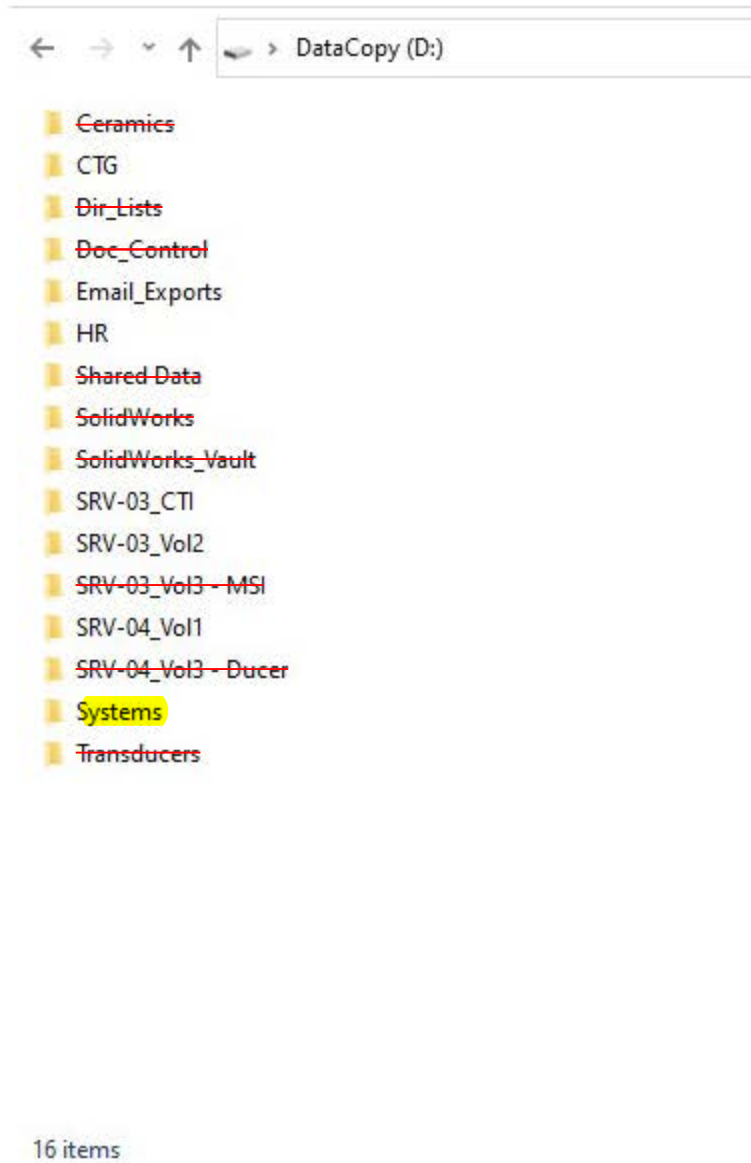 DataCopy (D:)
Ceramics
CTG
Dir_Lists
Doc_Control
Email_Exports
HR
Shared Data
SolidWorks
SolidWorks_Vault
SRV-03_CTI
SRV-03_Vol2
SRV-03_Vol3 - MSI
SRV-04_Vol1
SRV-04_Vol3 - Ducer
Systems
Transducers
16 items